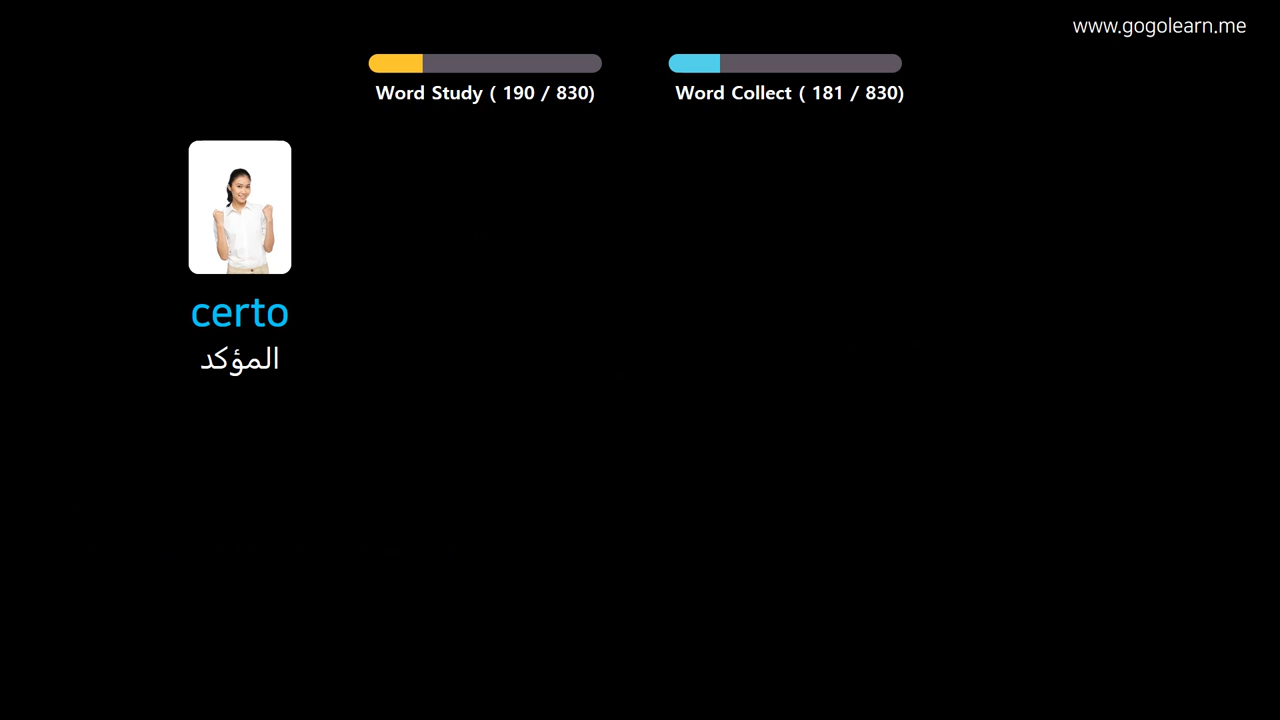 www.gogolearn.me
Word Study ( 190 / 830)
Word Collect ( 181 / 830)
certo
المؤكد